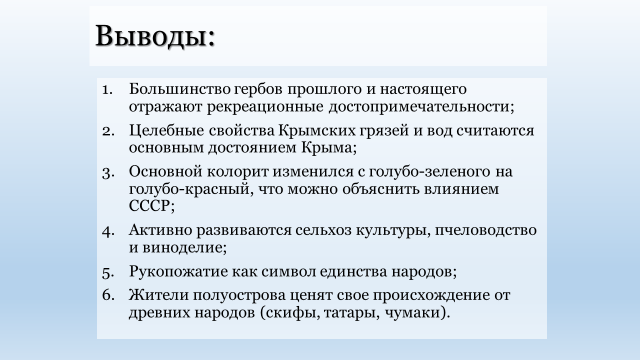 Выводы:
1. Большинство гербов прошлого и настоящего
отражают рекреационные достопримечательности;
2. Целебные свойства Крымских грязей и вод считаются
основным достоянием Крыма;
3. Основной колорит изменился с голубо-зеленого на
голубо-красный, что можно объяснить влиянием
СССР;
4. Активно развиваются сельхоз культуры, пчеловодство
и виноделие;
5. Рукопожатие как символ единства народов;
6. Жители полуострова ценят свое происхождение от
древних народов (скифы, татары, чумаки).